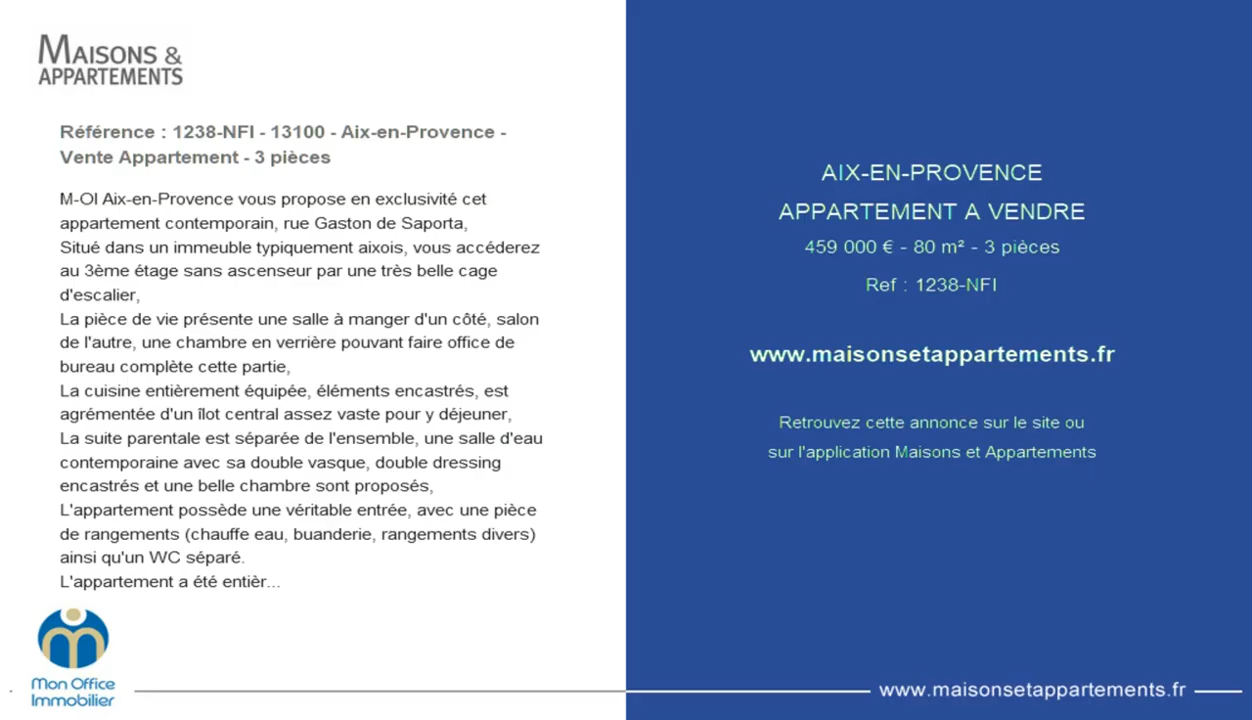 MAISONS &
APPARTEMENTS
Référence : 1238-NFI - 13100 - Aix-en-Provence -
Vente Appartement - 3 pièces
M-OI Aix-en-Provence vous propose en exclusivité cet
appartement contemporain, rue Gaston de Saporta,
Situé dans un immeuble typiquement aixois, vous accéderez
au 3ème étage sans ascenseur par une très belle cage
d'escalier,
La pièce de vie présente une salle à manger d'un côté, salon
de l'autre, une chambre en verrière pouvant faire office de
bureau complète cette partie,
La cuisine entièrement équipée, éléments encastrés, est
agrémentée d'un îlot central assez vaste pour y déjeuner,
La suite parentale est séparée de l'ensemble, une salle d'eau
contemporaine avec sa double vasque, double dressing
encastrés et une belle chambre sont proposés,
L'appartement possède une véritable entrée, avec une pièce
de rangements (chauffe eau, buanderie, rangements divers)
ainsi qu'un WC séparé.
L'appartement a été entièr...
Mon Office
Immobilier
AIX-EN-PROVENCE
APPARTEMENT A VENDRE
459 000 € - 80 m² - 3 pièces
Ref : 1238-NFI
www.maisonsetappartements.fr
Retrouvez cette annonce sur le site ou
sur l'application Maisons et Appartements
www.maisonsetappartements.fr